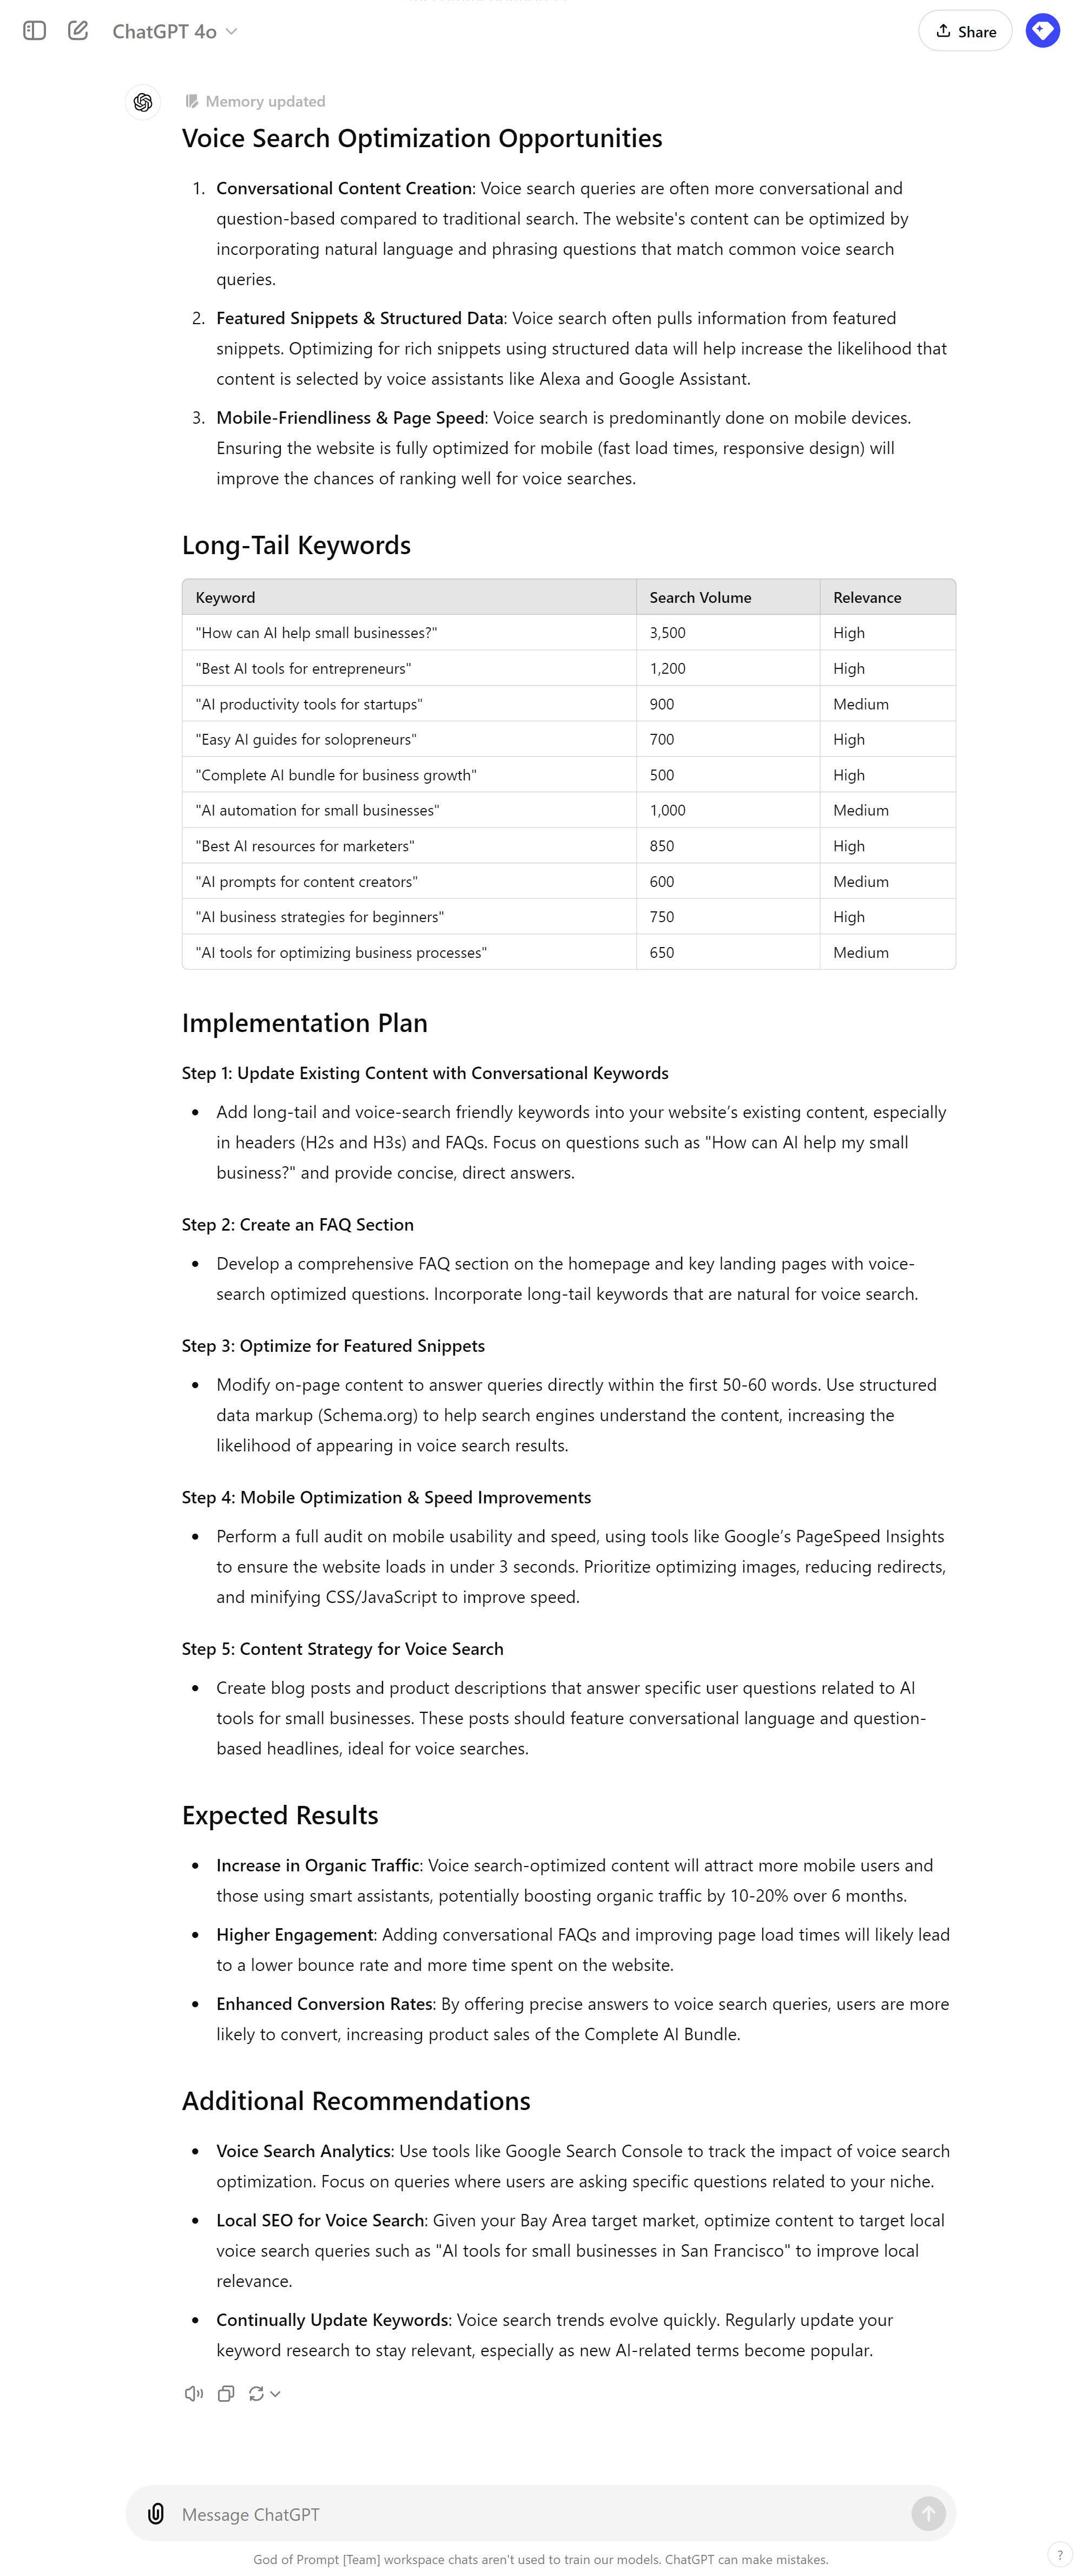 ChatGPT 4o
Share
Memory updated
Voice Search Optimization Opportunities
1. Conversational Content Creation: Voice search queries are often more conversational and
question-based compared to traditional search. The website's content can be optimized by
incorporating natural language and phrasing questions that match common voice search
queries.
2. Featured Snippets & Structured Data: Voice search often pulls information from featured
snippets. Optimizing for rich snippets using structured data will help increase the likelihood that
content is selected by voice assistants like Alexa and Google Assistant.
3. Mobile-Friendliness & Page Speed: Voice search is predominantly done on mobile devices.
Ensuring the website is fully optimized for mobile (fast load times, responsive design) will
improve the chances of ranking well for voice searches.
Long-Tail Keywords
Keyword Search Volume Relevance
"How can AI help small businesses?" 3,500 High
"Best AI tools for entrepreneurs" 1,200 High
"AI productivity tools for startups" 900 Medium
"Easy AI guides for solopreneurs" 700 High
"Complete AI bundle for business growth" 500 High
"AI automation for small businesses" 1,000 Medium
"Best AI resources for marketers" 850 High
"AI prompts for content creators" 600 Medium
"AI business strategies for beginners" 750 High
"AI tools for optimizing business processes" 650 Medium
Implementation Plan
Step 1: Update Existing Content with Conversational Keywords
• Add long-tail and voice-search friendly keywords into your website’s existing content, especially
in headers (H2s and H3s) and FAQs. Focus on questions such as "How can AI help my small
business?" and provide concise, direct answers.
Step 2: Create an FAQ Section
• Develop a comprehensive FAQ section on the homepage and key landing pages with voice-
search optimized questions. Incorporate long-tail keywords that are natural for voice search.
Step 3: Optimize for Featured Snippets
• Modify on-page content to answer queries directly within the first 50-60 words. Use structured
data markup (Schema.org) to help search engines understand the content, increasing the
likelihood of appearing in voice search results.
Step 4: Mobile Optimization & Speed Improvements
• Perform a full audit on mobile usability and speed, using tools like Google’s PageSpeed Insights
to ensure the website loads in under 3 seconds. Prioritize optimizing images, reducing redirects,
and minifying CSS/JavaScript to improve speed.
Step 5: Content Strategy for Voice Search
• Create blog posts and product descriptions that answer specific user questions related to AI
tools for small businesses. These posts should feature conversational language and question-
based headlines, ideal for voice searches.
Expected Results
• Increase in Organic Traffic: Voice search-optimized content will attract more mobile users and
those using smart assistants, potentially boosting organic traffic by 10-20% over 6 months.
• Higher Engagement: Adding conversational FAQs and improving page load times will likely lead
to a lower bounce rate and more time spent on the website.
• Enhanced Conversion Rates: By offering precise answers to voice search queries, users are more
likely to convert, increasing product sales of the Complete AI Bundle.
Additional Recommendations
• Voice Search Analytics: Use tools like Google Search Console to track the impact of voice search
optimization. Focus on queries where users are asking specific questions related to your niche.
• Local SEO for Voice Search: Given your Bay Area target market, optimize content to target local
voice search queries such as "AI tools for small businesses in San Francisco" to improve local
relevance.
• Continually Update Keywords: Voice search trends evolve quickly. Regularly update your
keyword research to stay relevant, especially as new AI-related terms become popular.
Message ChatGPT
God of Prompt [Team] workspace chats aren't used to train our models. ChatGPT can make mistakes.
?